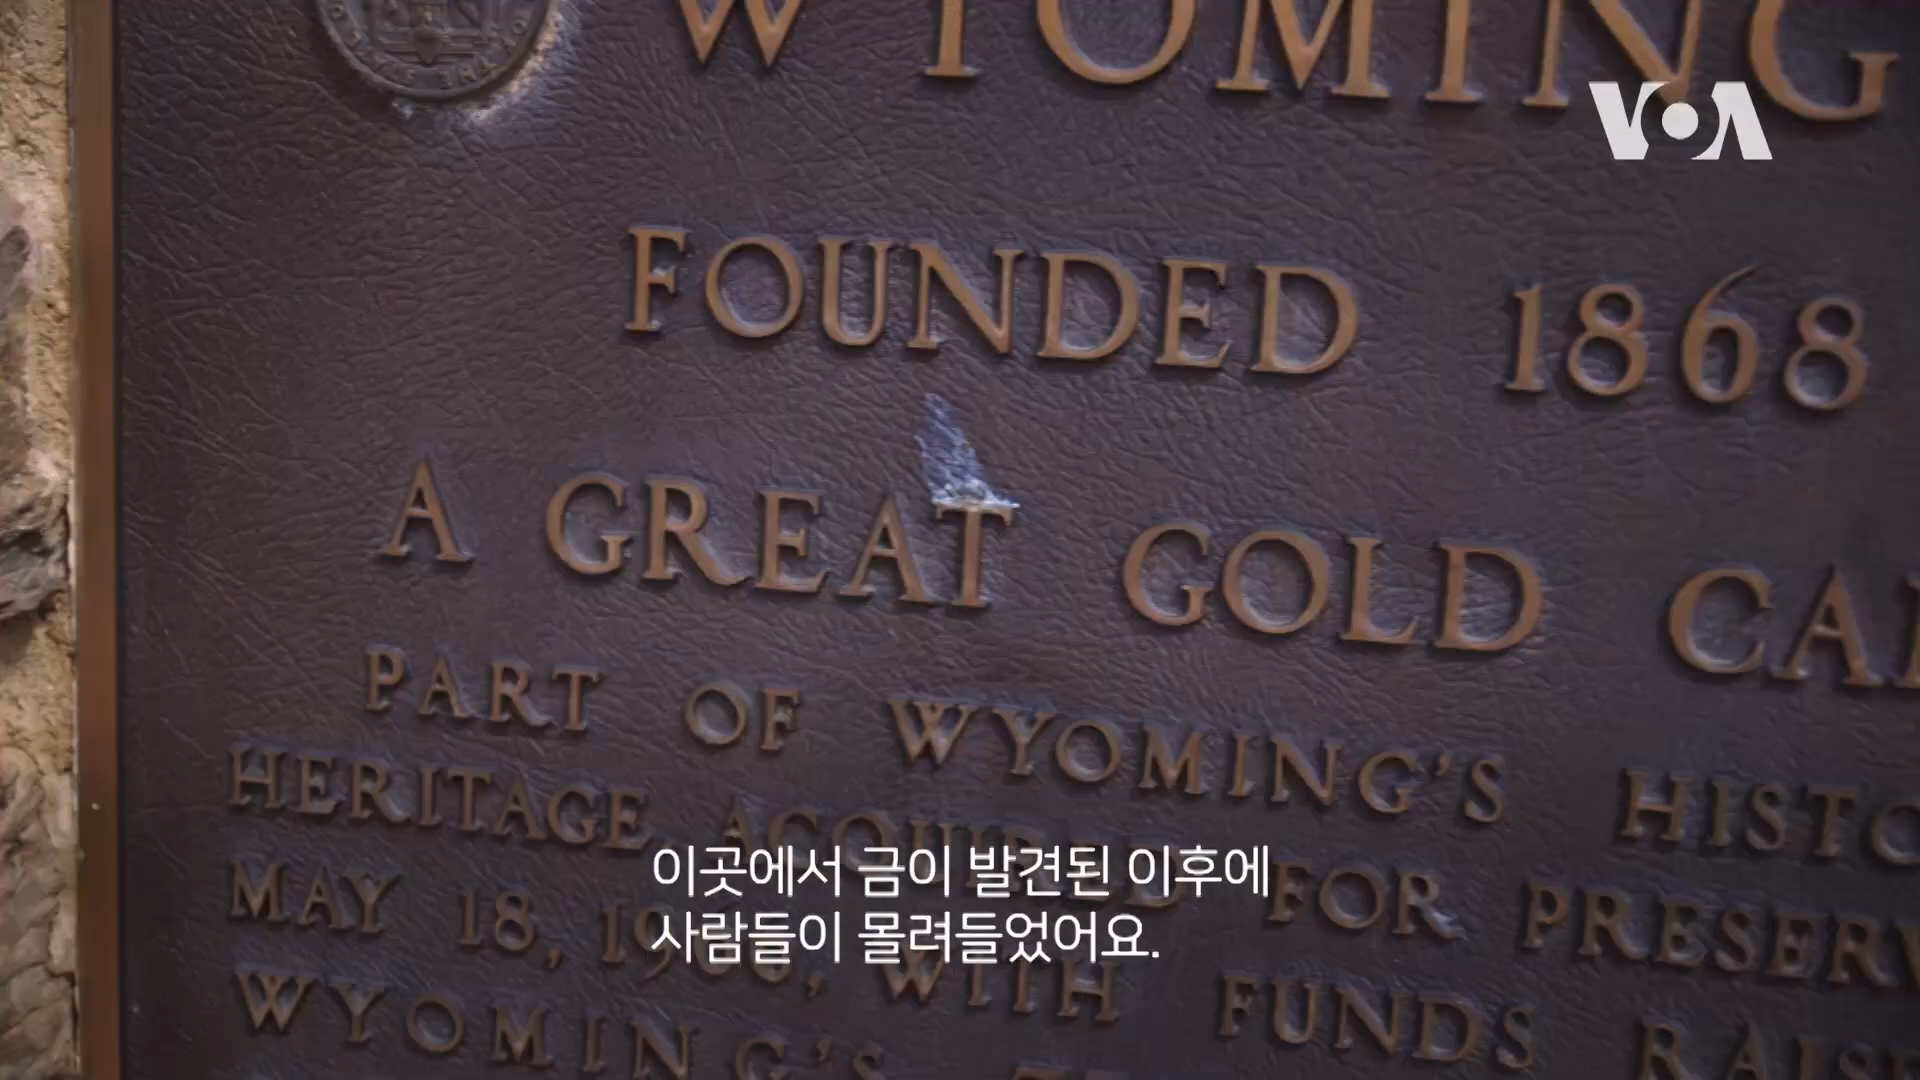 WYOMING
VOA
FOUNDED 1868
A GREAT GOLD
PART OF WYOMING'S
HERITAGE ACQUIRED FOR
MAY 18, WITH FUNDS
WYOMING'S
이곳에서 금이 발견된 이후에
사람들이 몰려들었어요.